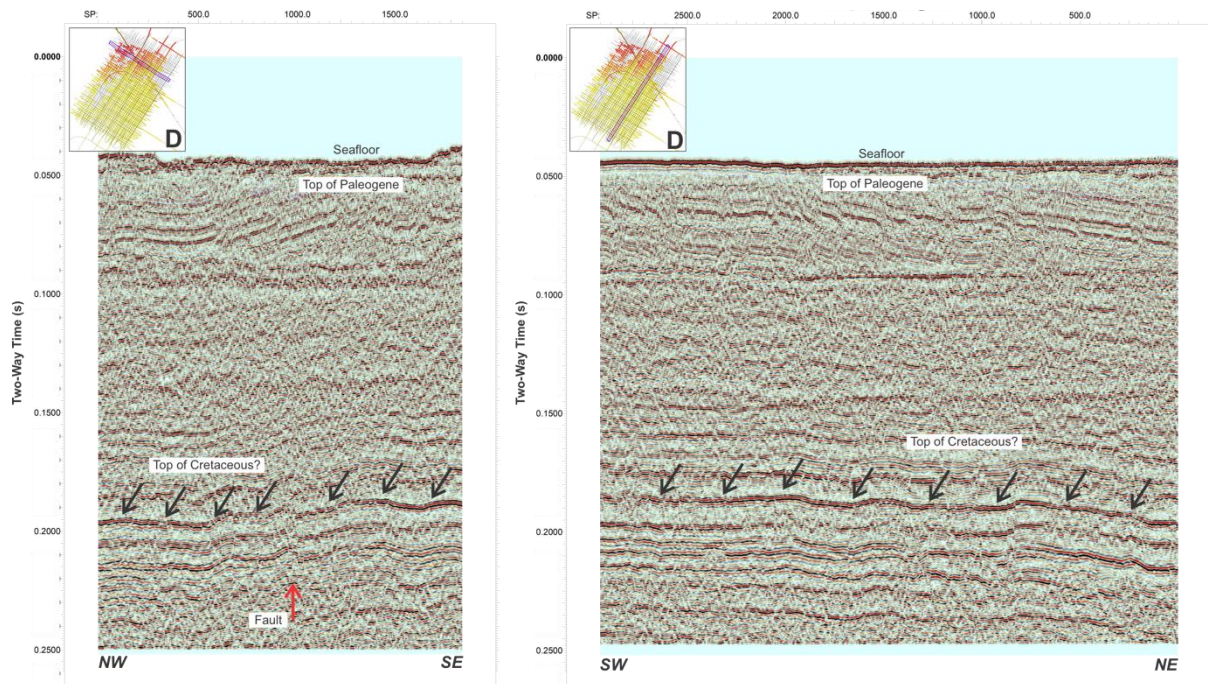 SP: 500.0 1000.0 1500.0
0.0000
0.0500
0.1000
0.1500
0.2000
0.2500
Two-Way Time (s)
D
Seafloor
Top of Paleogene
Top of Cretaceous?
Fault
NW SE
SP: 2500.0 2000.0 1500.0 1000.0 500.0
0.0000
0.0500
0.1000
0.1500
0.2000
0.2500
Two-Way Time (s)
D
Seafloor
Top of Paleogene
Top of Cretaceous?
SW NE